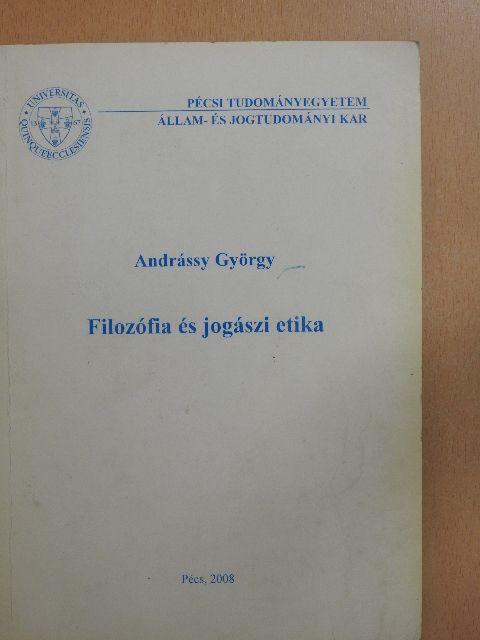 UNIVERSITAS
1367
QUINQUEECCLESIENSIS
PÉCSI TUDOMÁNYEGYETEM
ÁLLAM- ÉS JOGTUDOMÁNYI KAR
Andrássy György
Filozófia és jogászi etika
Pécs, 2008